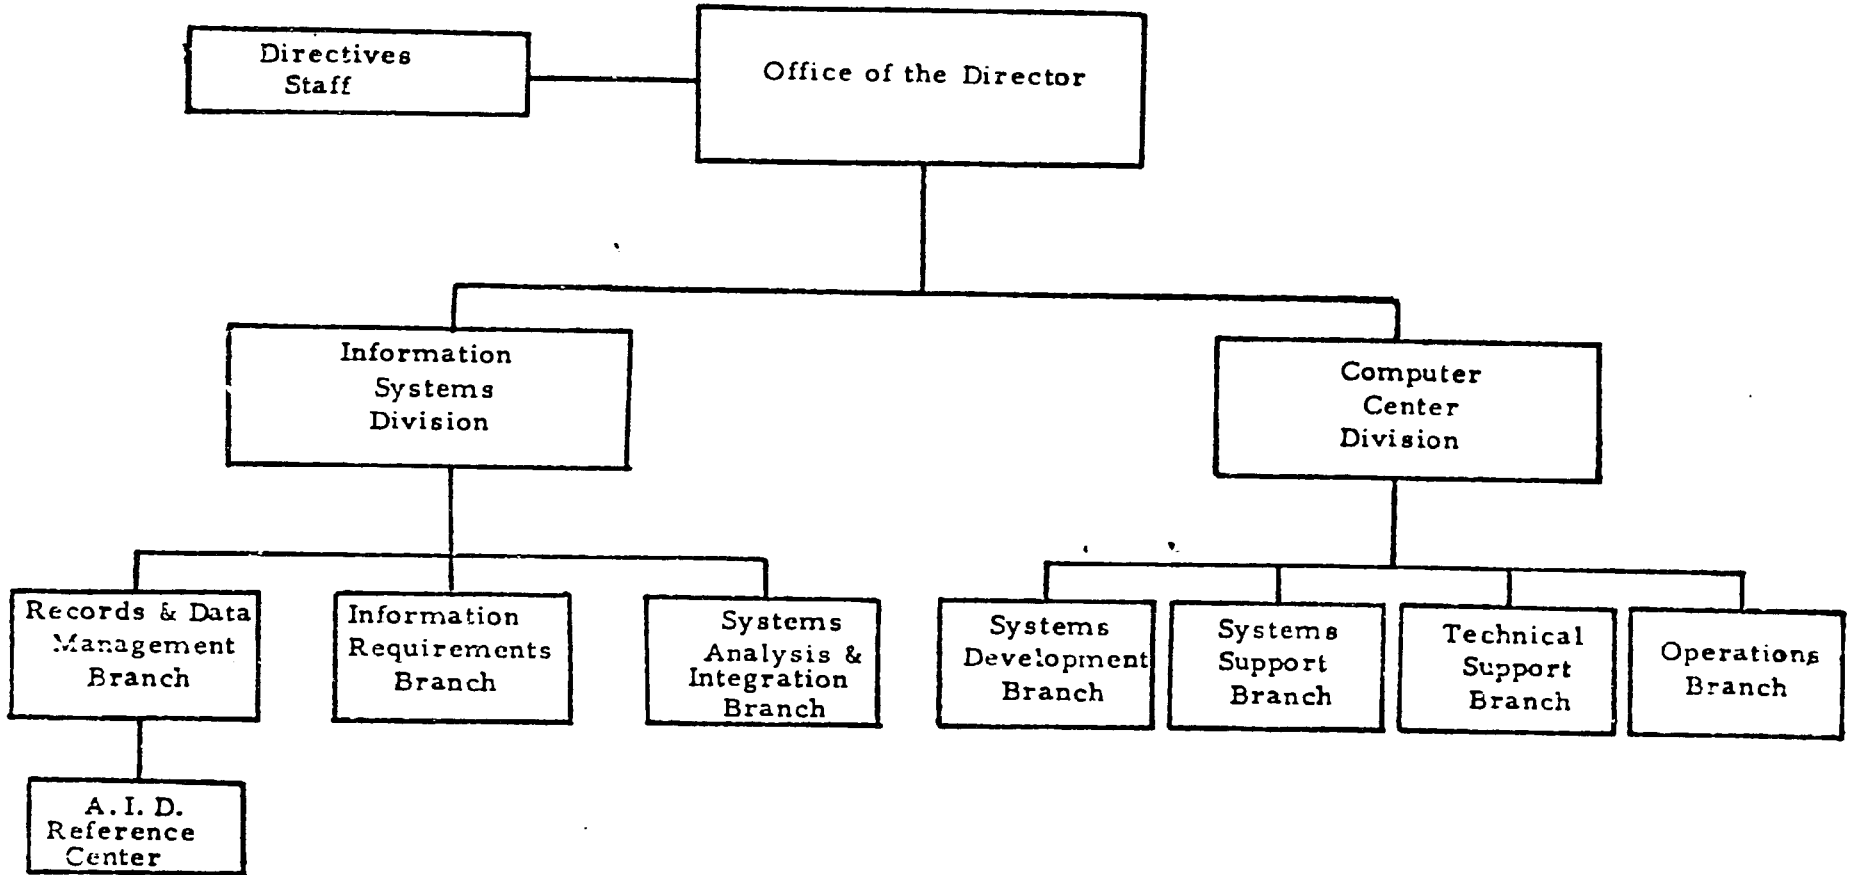 Directives
Staff
Office of the Director
Information
Systems
Division
Computer
Center
Division
Records & Data
Management
Branch
Information
Requirements
Branch
Systems
Analysis &
Integration
Branch
Systems
Development
Branch
Systems
Support
Branch
Technical
Support
Branch
Operations
Branch
A. I. D.
Reference
Center